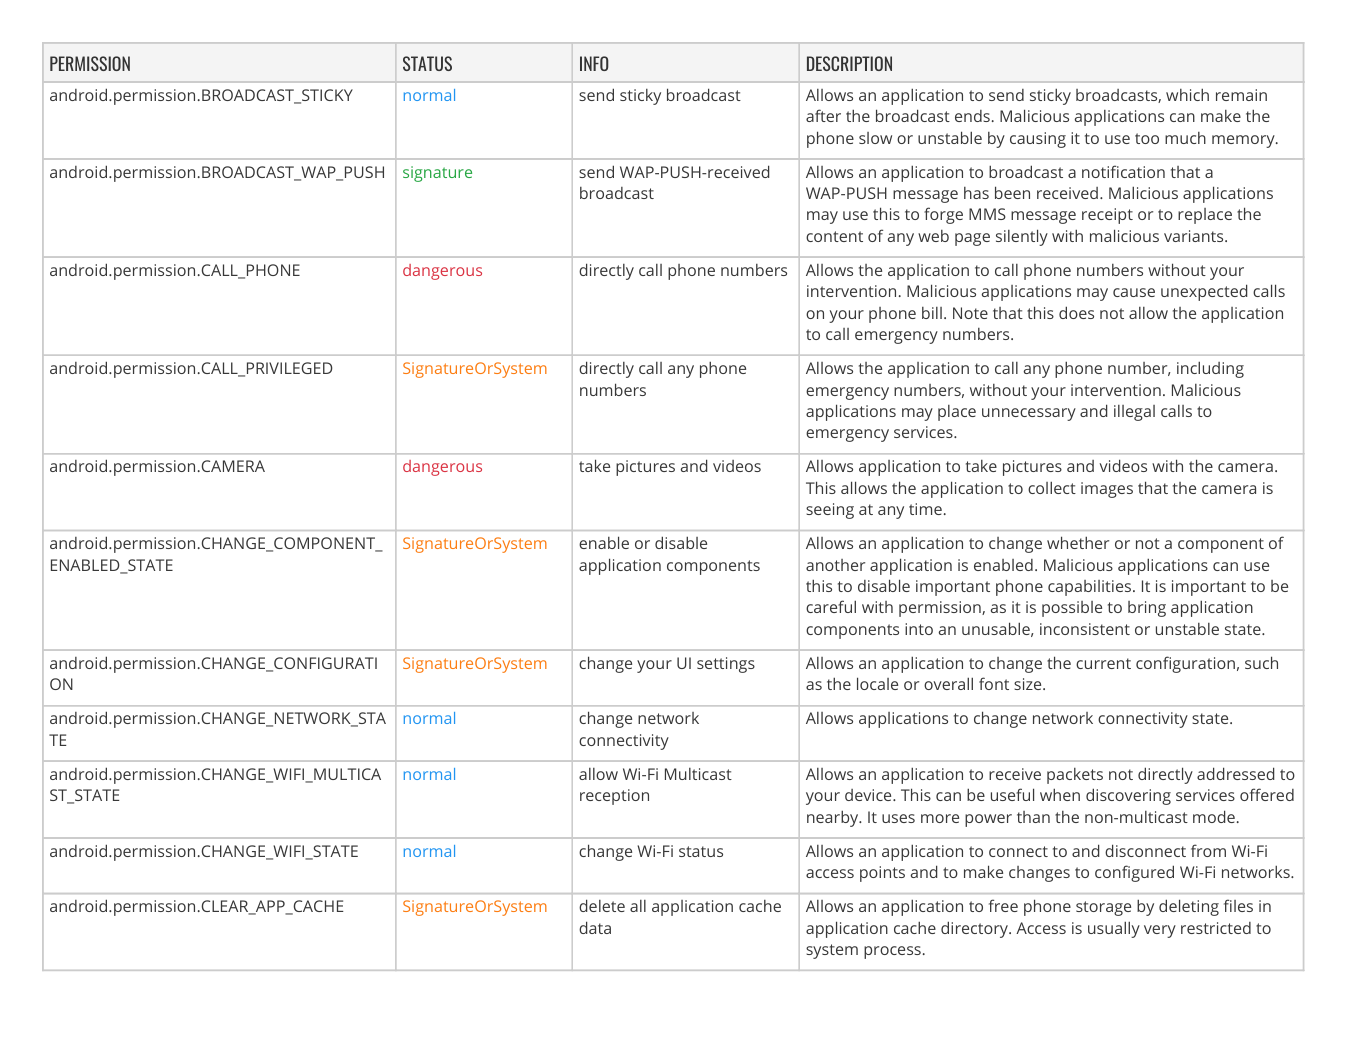 PERMISSION STATUS INFO DESCRIPTION
android.permission.BROADCAST_STICKY normal send sticky broadcast Allows an application to send sticky broadcasts, which remain
after the broadcast ends. Malicious applications can make the
phone slow or unstable by causing it to use too much memory.
android.permission.BROADCAST_WAP_PUSH signature send WAP-PUSH-received Allows an application to broadcast a notification that a
broadcast WAP-PUSH message has been received. Malicious applications
may use this to forge MMS message receipt or to replace the
content of any web page silently with malicious variants.
android.permission.CALL_PHONE dangerous directly call phone numbers Allows the application to call phone numbers without your
intervention. Malicious applications may cause unexpected calls
on your phone bill. Note that this does not allow the application
to call emergency numbers.
android.permission.CALL_PRIVILEGED SignatureOrSystem directly call any phone Allows the application to call any phone number, including
numbers emergency numbers, without your intervention. Malicious
applications may place unnecessary and illegal calls to
emergency services.
android.permission.CAMERA dangerous take pictures and videos Allows application to take pictures and videos with the camera.
This allows the application to collect images that the camera is
seeing at any time.
android.permission.CHANGE_COMPONENT_ SignatureOrSystem enable or disable Allows an application to change whether or not a component of
ENABLED_STATE application components another application is enabled. Malicious applications can use
this to disable important phone capabilities. It is important to be
careful with permission, as it is possible to bring application
components into an unusable, inconsistent or unstable state.
android.permission.CHANGE_CONFIGURATI SignatureOrSystem change your UI settings Allows an application to change the current configuration, such
ON as the locale or overall font size.
android.permission.CHANGE_NETWORK_STA normal change network Allows applications to change network connectivity state.
TE connectivity
android.permission.CHANGE_WIFI_MULTICA normal allow Wi-Fi Multicast Allows an application to receive packets not directly addressed to
ST_STATE reception your device. This can be useful when discovering services offered
nearby. It uses more power than the non-multicast mode.
android.permission.CHANGE_WIFI_STATE normal change Wi-Fi status Allows an application to connect to and disconnect from Wi-Fi
access points and to make changes to configured Wi-Fi networks.
android.permission.CLEAR_APP_CACHE SignatureOrSystem delete all application cache Allows an application to free phone storage by deleting files in
data application cache directory. Access is usually very restricted to
system process.